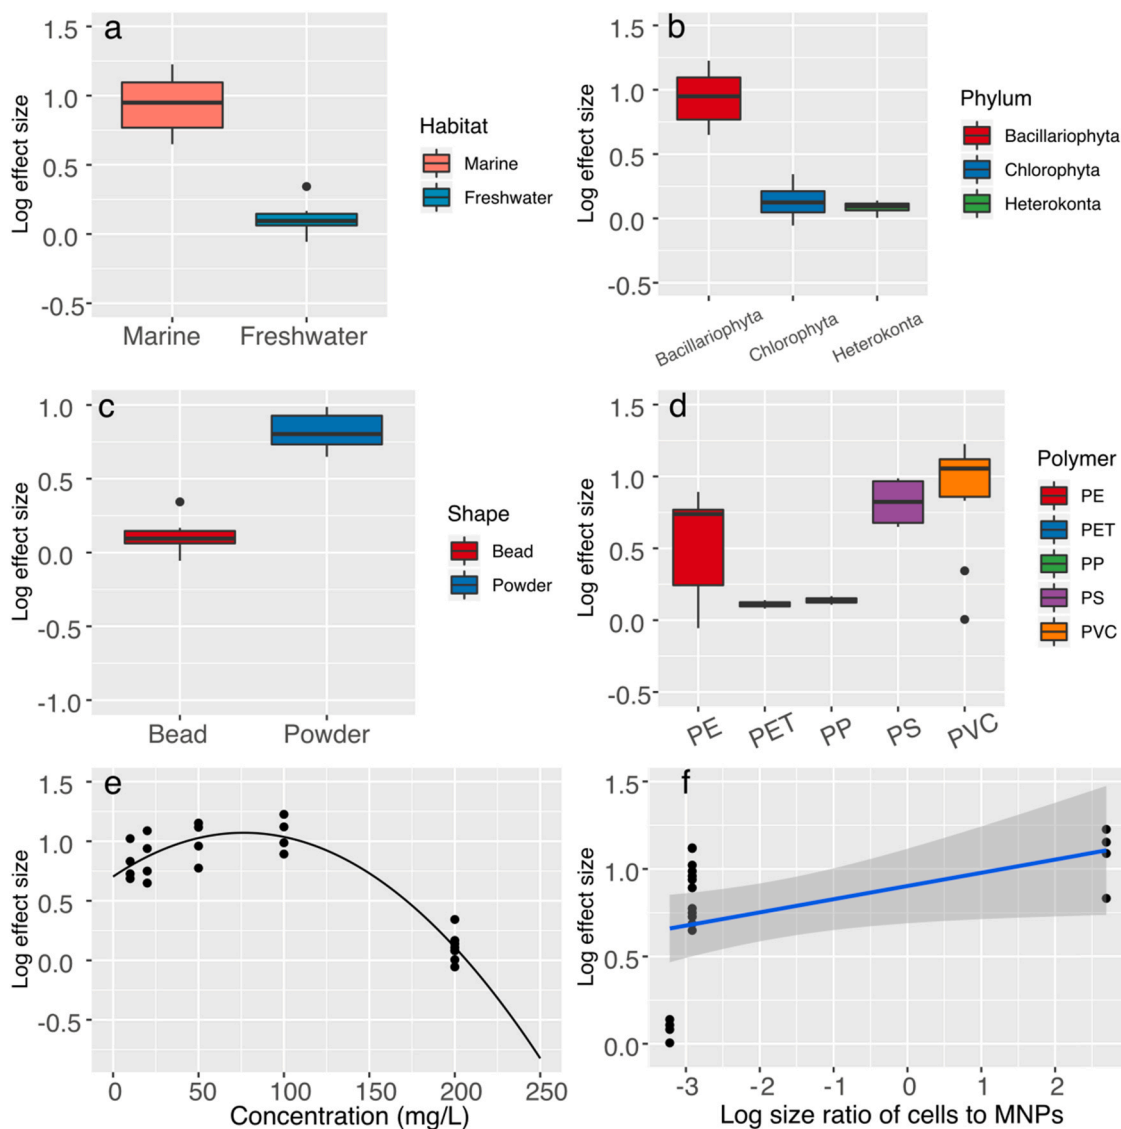 a
1.5
1.0
0.5
0.0
-0.5
Log effect size
Marine
Freshwater
Habitat
Marine
Freshwater
b
1.5
1.0
0.5
0.0
-0.5
Log effect size
Bacillariophyta
Chlorophyta
Heterokonta
Phylum
Bacillariophyta
Chlorophyta
Heterokonta
c
1.0
0.5
0.0
-0.5
-1.0
Log effect size
Bead
Powder
Shape
Bead
Powder
d
1.5
1.0
0.5
0.0
-0.5
Log effect size
PE
PET
PP
PS
PVC
Polymer
PE
PET
PP
PS
PVC
e
1.5
1.0
0.5
0.0
-0.5
Log effect size
0 50 100 150 200 250
Concentration (mg/L)
f
1.5
1.0
0.5
0.0
Log effect size
-3 -2 -1 0 1 2
Log size ratio of cells to MNPs